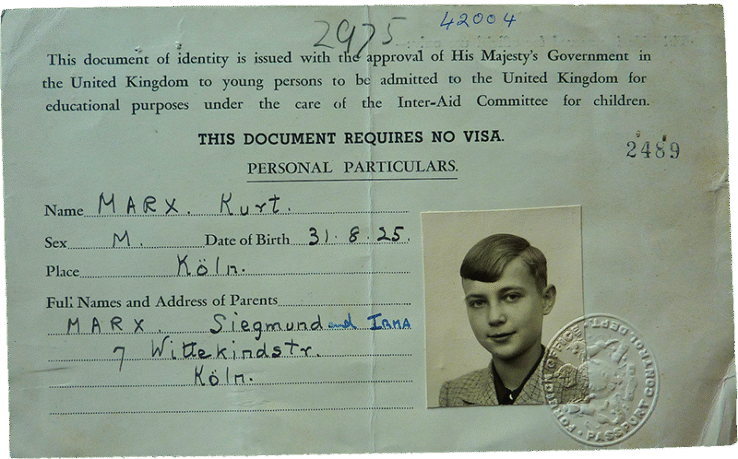 2975
42004
This document of identity is issued with the approval of His Majesty's Government in
the United Kingdom to young persons to be admitted to the United Kingdom for
educational purposes under the care of the Inter-Aid Committee for children.
THIS DOCUMENT REQUIRES NO VISA.
2489
PERSONAL PARTICULARS.
Name MARX. Kurt.
Sex M. Date of Birth 31.8.25.
Place Köln.
Full Names and Address of Parents
MARX. Siegmund and IRMA
7 Wittekindstr.
Köln.
PASSPORT CONTROL DEPT. FOREIGN OFFICE